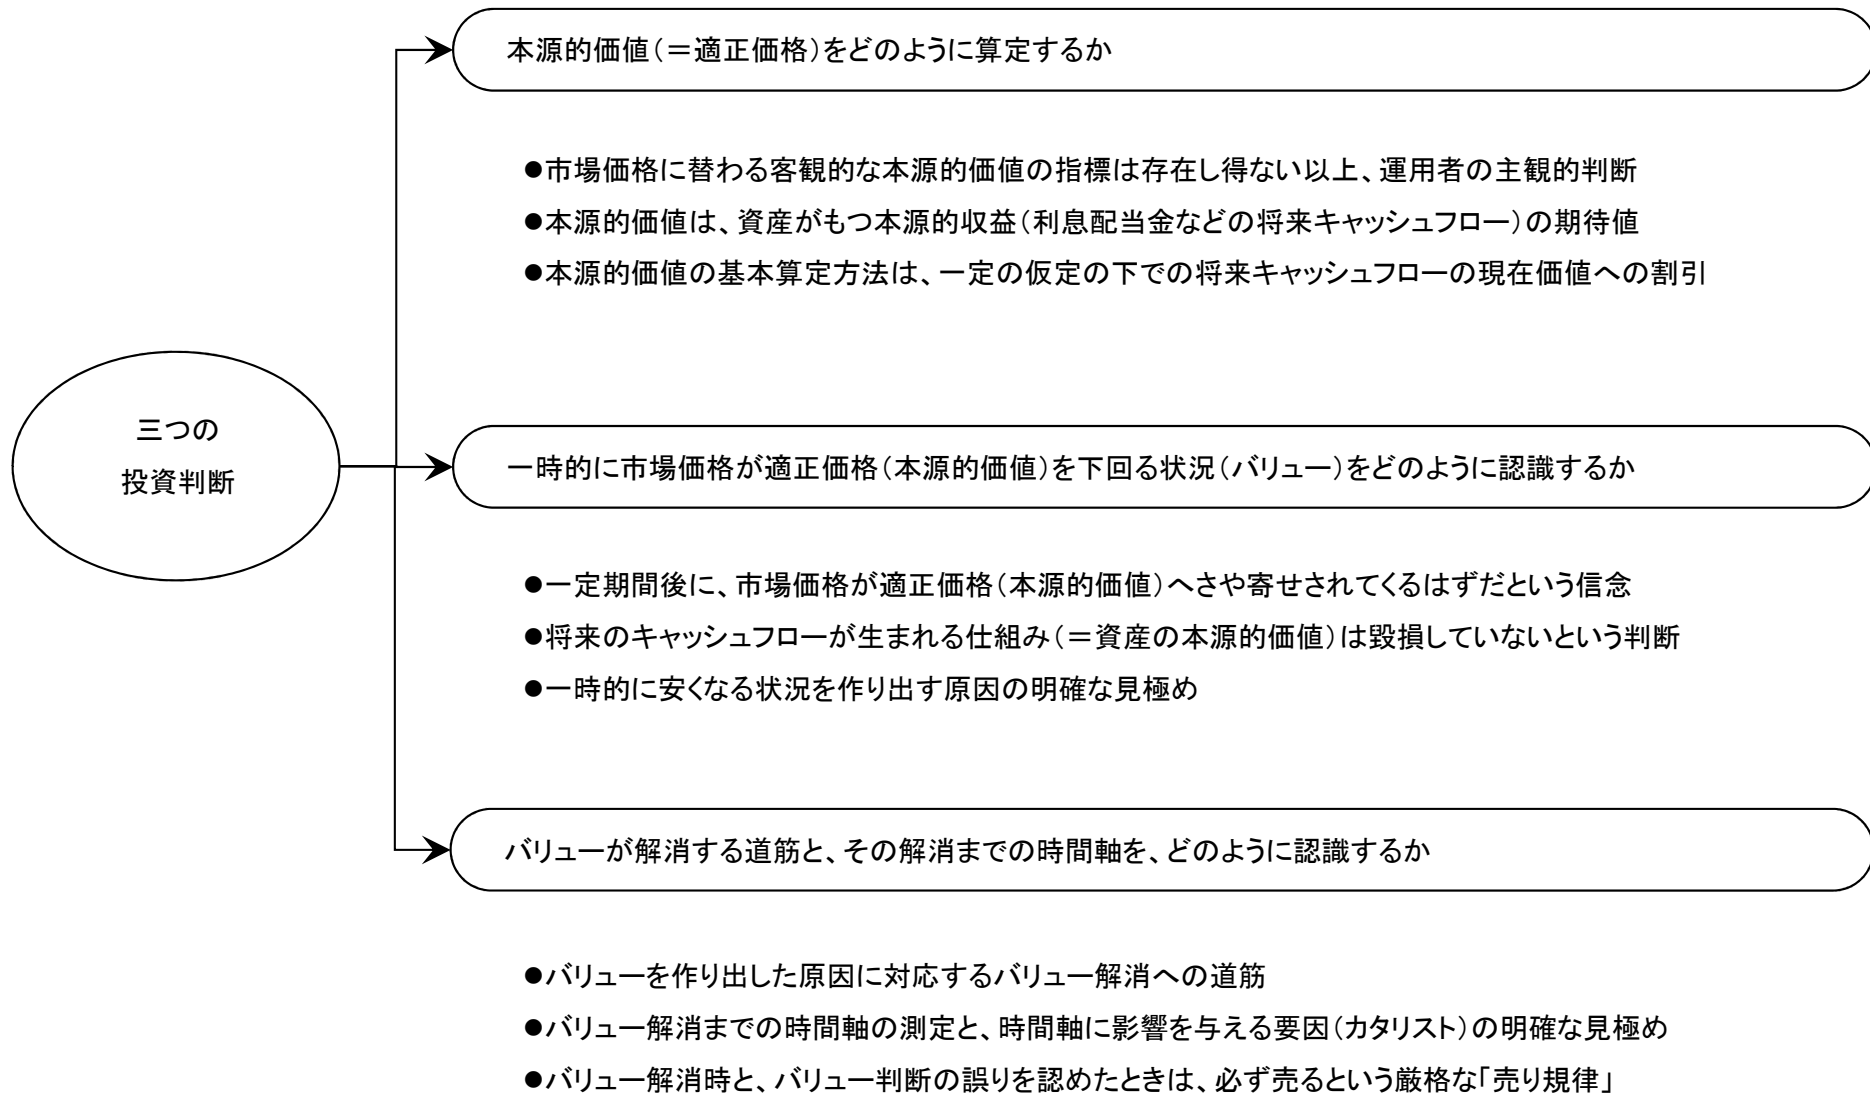 本源的価値(＝適正価格)をどのように算定するか
●市場価格に替わる客観的な本源的価値の指標は存在し得ない以上、運用者の主観的判断
●本源的価値は、資産がもつ本源的収益(利息配当金などの将来キャッシュフロー)の期待値
●本源的価値の基本算定方法は、一定の仮定の下での将来キャッシュフローの現在価値への割引
三つの
投資判断
一時的に市場価格が適正価格(本源的価値)を下回る状況(バリュー)をどのように認識するか
●一定期間後に、市場価格が適正価格(本源的価値)へさや寄せされてくるはずだという信念
●将来のキャッシュフローが生まれる仕組み(＝資産の本源的価値)は毀損していないという判断
●一時的に安くなる状況を作り出す原因の明確な見極め
バリューが解消する道筋と、その解消までの時間軸を、どのように認識するか
●バリューを作り出した原因に対応するバリュー解消への道筋
●バリュー解消までの時間軸の測定と、時間軸に影響を与える要因(カタリスト)の明確な見極め
●バリュー解消時と、バリュー判断の誤りを認めたときは、必ず売るという厳格な「売り規律」